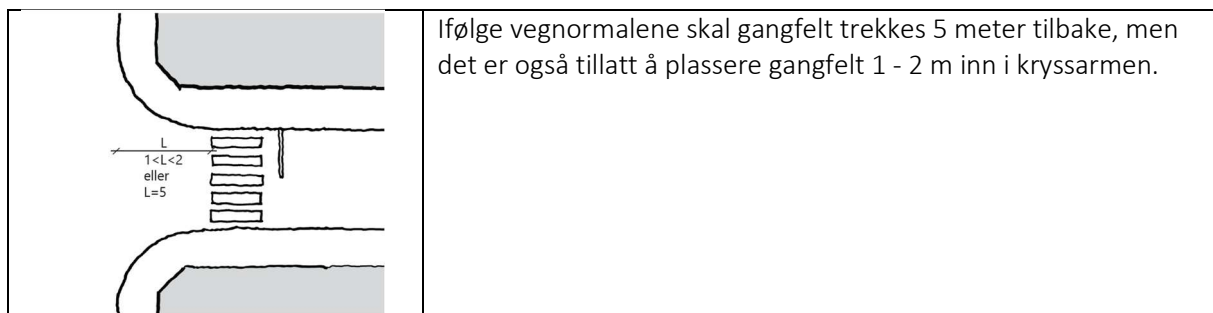 L
1<L<2
eller
L=5
Ifølge vegnormalene skal gangfelt trekkes 5 meter tilbake, men
det er også tillatt å plassere gangfelt 1 - 2 m inn i kryssarmen.